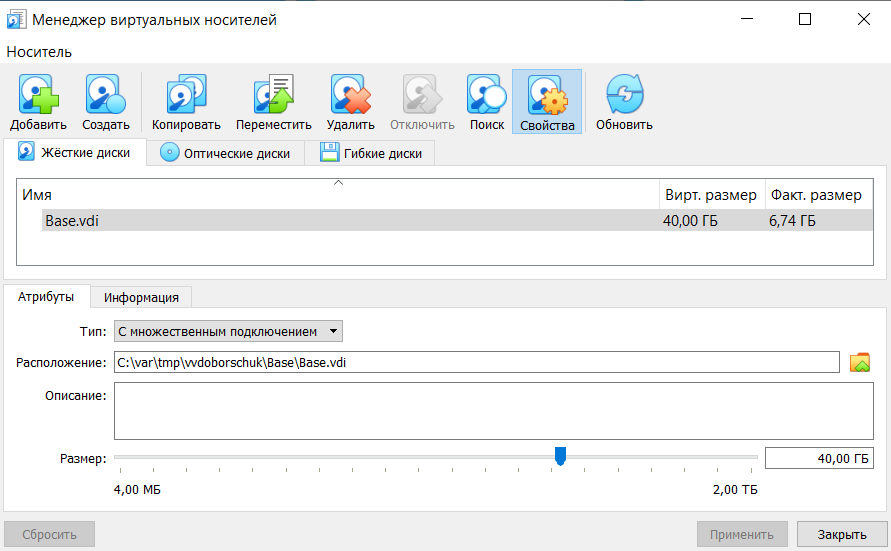 Менеджер виртуальных носителей
Носитель
Добавить Создать Копировать Переместить Удалить Отключить Поиск Свойства Обновить
Жёсткие диски Оптические диски Гибкие диски
Имя Вирт. размер Факт. размер
Base.vdi 40,00 ГБ 6,74 ГБ
Атрибуты Информация
Тип: С множественным подключением
Расположение: C:\var\tmp\vvdoborschuk\Base\Base.vdi
Описание:
Размер: 40,00 ГБ
4,00 МБ 2,00 ТБ
Сбросить Применить Закрыть